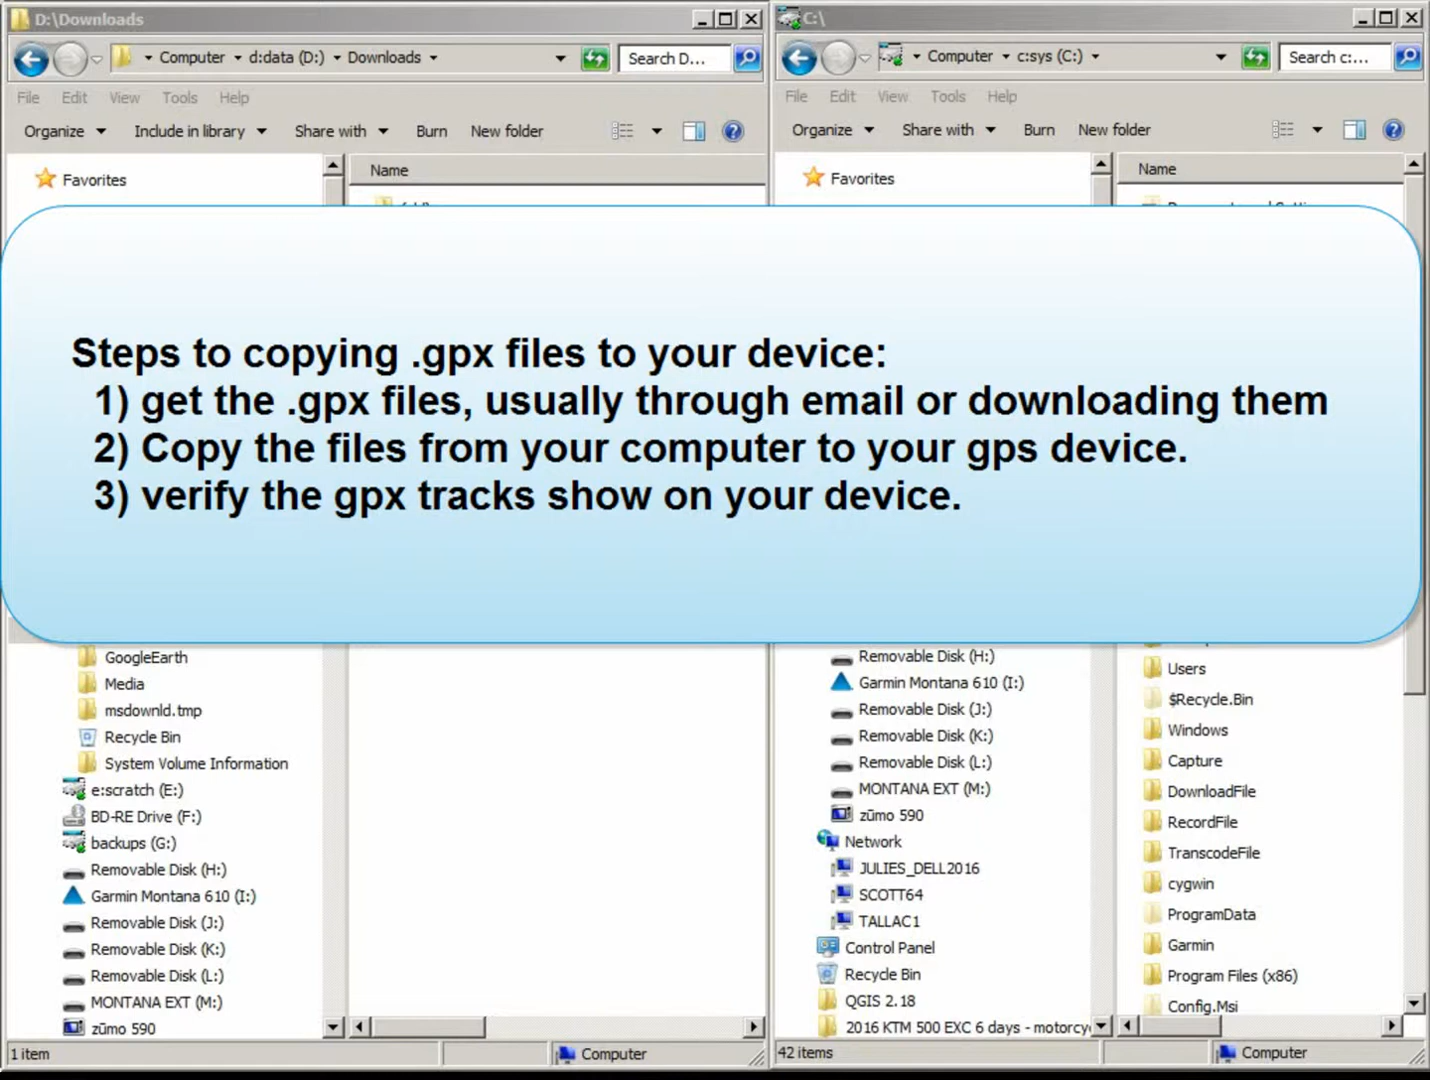 D:\Downloads
Computer d:data (D:) Downloads
Search D...
File Edit View Tools Help
Organize Include in library Share with Burn New folder
Favorites
Name
C:\
Computer c:sys (C:)
Search c:...
File Edit View Tools Help
Organize Share with Burn New folder
Favorites
Name
Steps to copying .gpx files to your device:
1) get the .gpx files, usually through email or downloading them
2) Copy the files from your computer to your gps device.
3) verify the gpx tracks show on your device.
GoogleEarth
Media
msdownld.tmp
Recycle Bin
System Volume Information
e:scratch (E:)
BD-RE Drive (F:)
backups (G:)
Removable Disk (H:)
Garmin Montana 610 (I:)
Removable Disk (J:)
Removable Disk (K:)
Removable Disk (L:)
MONTANA EXT (M:)
zūmo 590
1 item
Computer
Removable Disk (H:)
Garmin Montana 610 (I:)
Removable Disk (J:)
Removable Disk (K:)
Removable Disk (L:)
MONTANA EXT (M:)
zūmo 590
Network
JULIES_DELL2016
SCOTT64
TALLAC1
Control Panel
Recycle Bin
QGIS 2.18
2016 KTM 500 EXC 6 days - motorcy
Users
$Recycle.Bin
Windows
Capture
DownloadFile
RecordFile
TranscodeFile
cygwin
ProgramData
Garmin
Program Files (x86)
Config.Msi
42 items
Computer